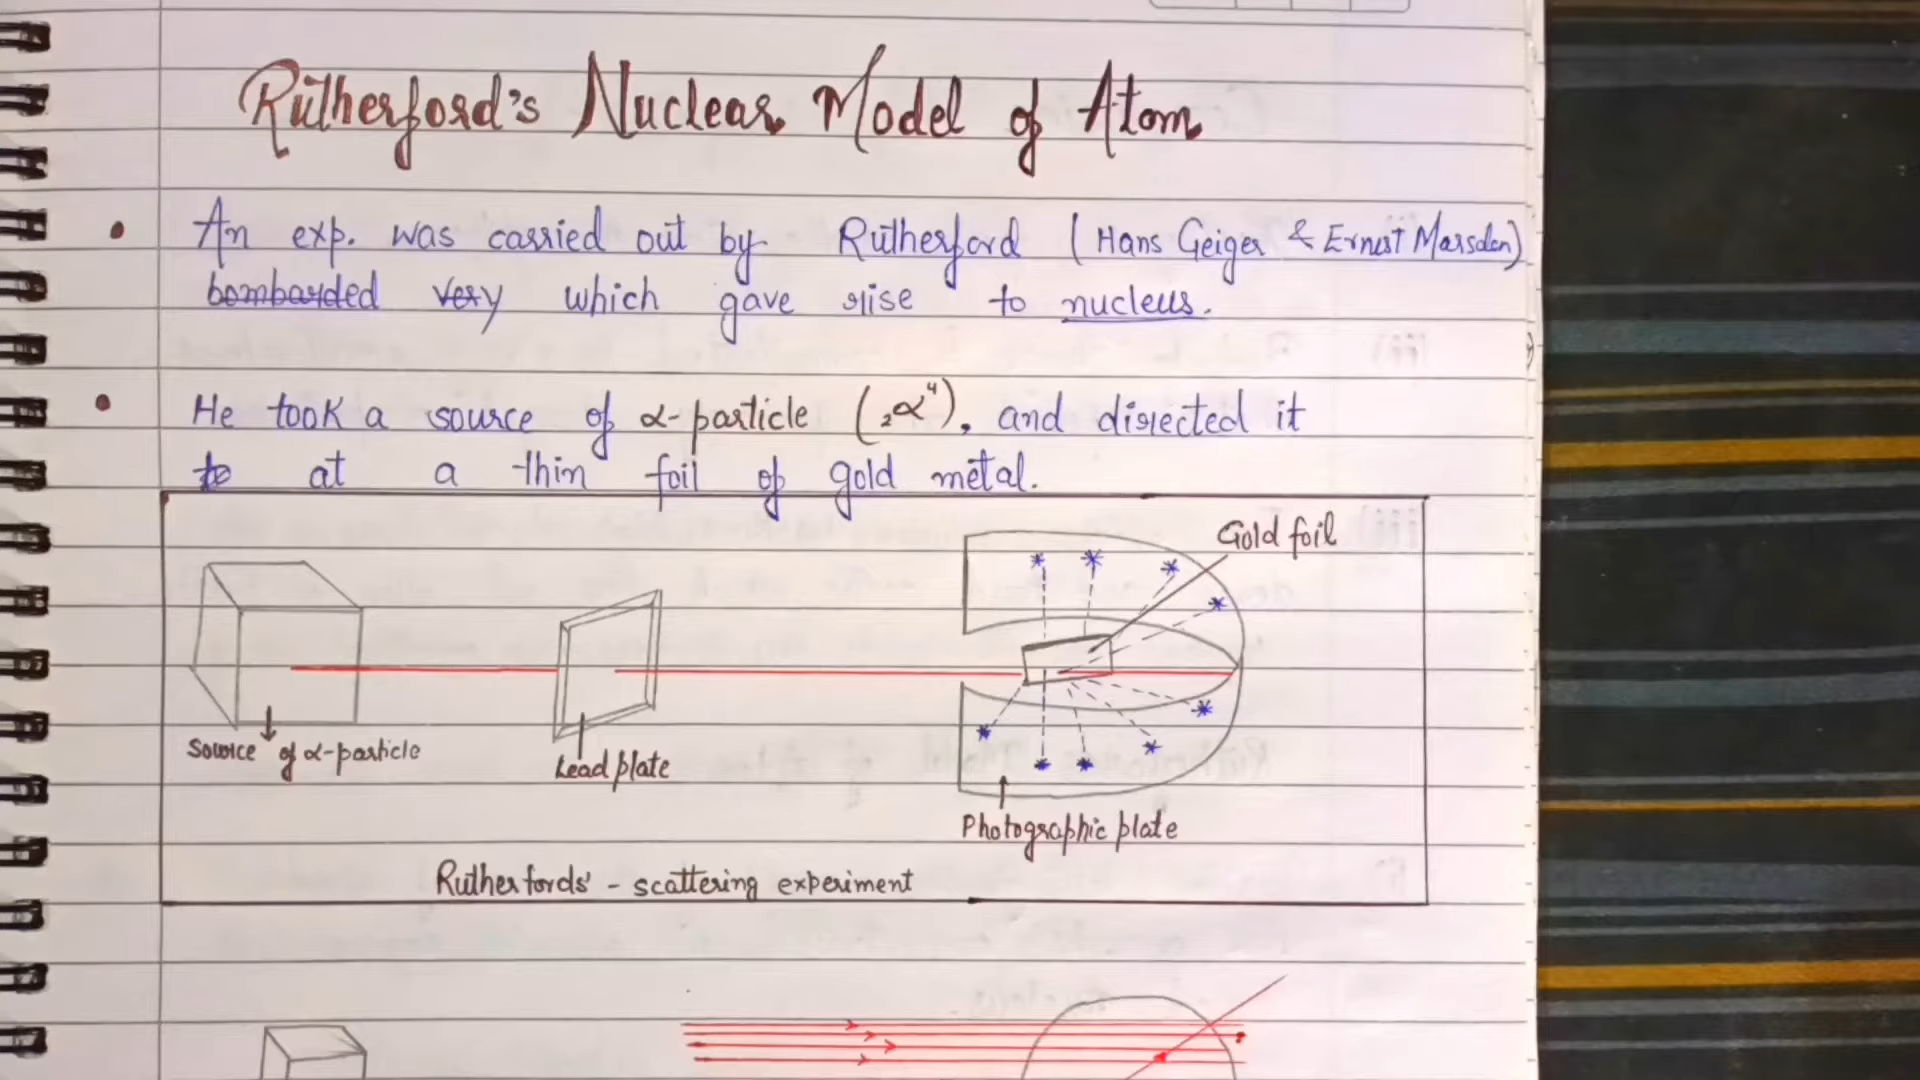 Rutherford's Nuclear Model of Atom
• An exp. was carried out by Rutherford (Hans Geiger & Ernest Marsden)
bombarded very which gave rise to nucleus.
• He took a source of α-particle (₂α⁴), and directed it
to at a thin foil of gold metal.
Gold foil
Source of α-particle
Lead plate
Photographic plate
Rutherfords' - scattering experiment